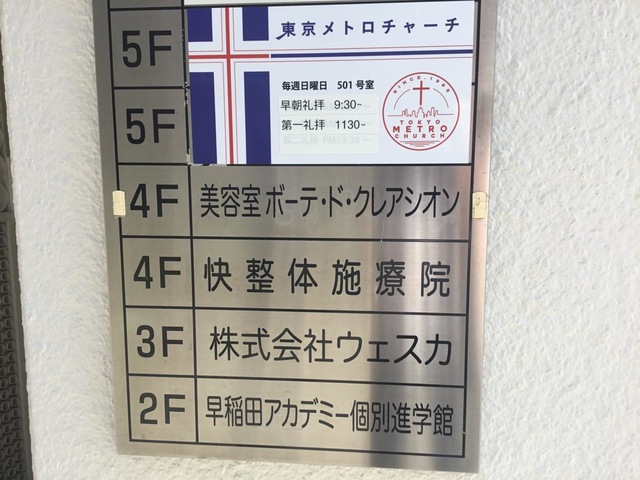 5F
東京メトロチャーチ
毎週日曜日 501号室
早朝礼拝 9:30~
第一礼拝 1130~
SINCE・1985
TOKYO
METRO
CHURCH
5F
4F 美容室 ボーテ・ド・クレアシオン
4F 快整体施療院
3F 株式会社ウェスカ
2F 早稲田アカデミー個別進学館